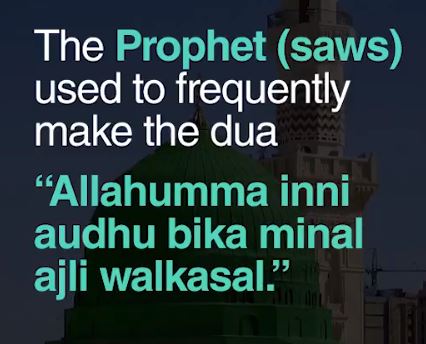 The Prophet (saws)
used to frequently
make the dua
“Allahumma inni
audhu bika minal
ajli walkasal.”